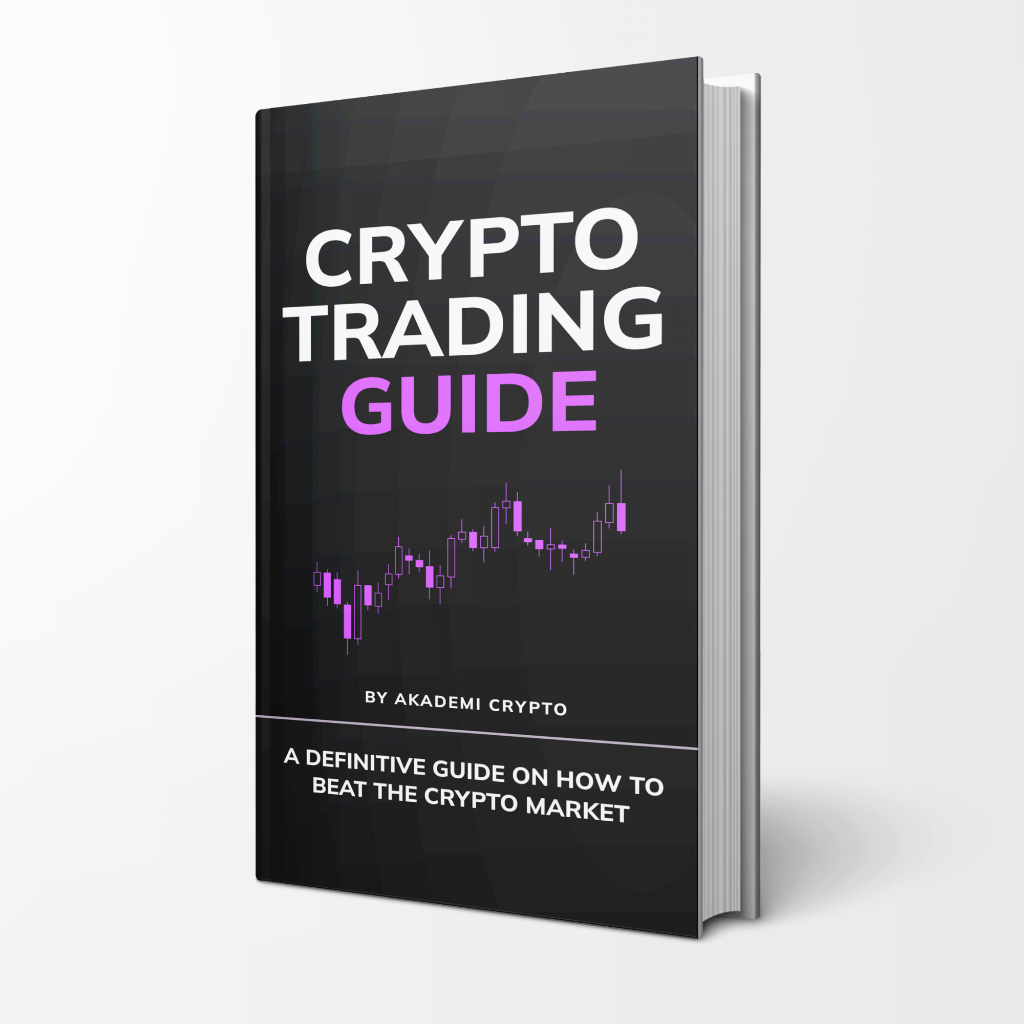 CRYPTO
TRADING
GUIDE
BY AKADEMI CRYPTO
A DEFINITIVE GUIDE ON HOW TO
BEAT THE CRYPTO MARKET